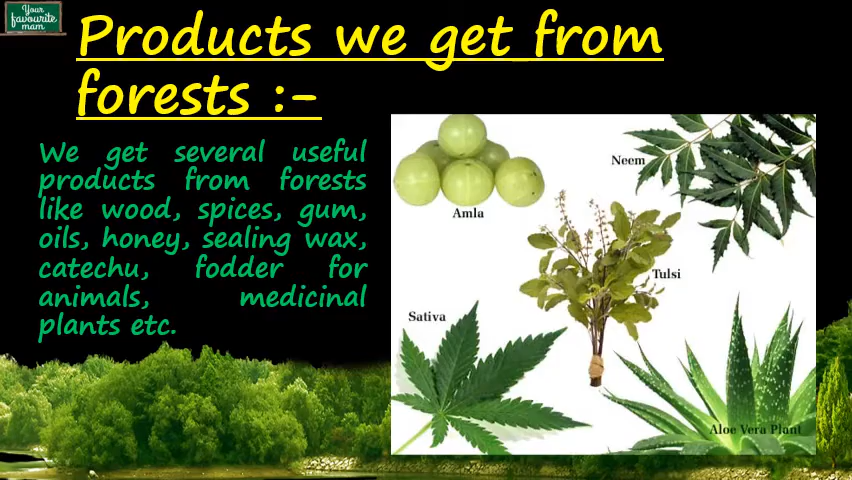 Your
favourite
mam
Products we get from
forests :-
We get several useful
products from forests
like wood, spices, gum,
oils, honey, sealing wax,
catechu, fodder for
animals, medicinal
plants etc.
Amla
Neem
Tulsi
Sativa
Aloe Vera Plant